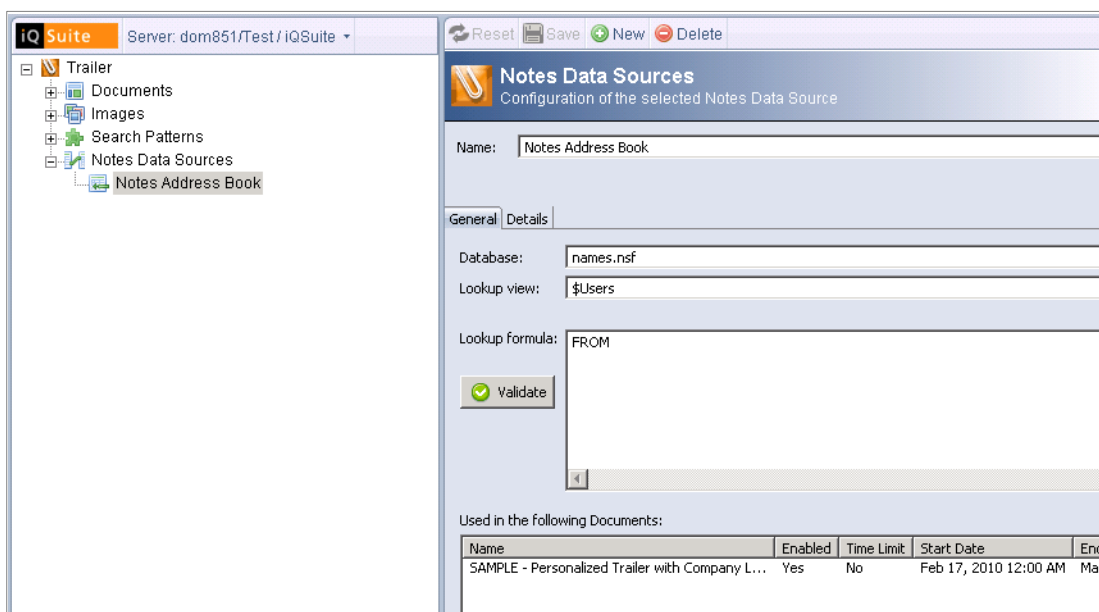 iQ Suite Server: dom851/Test/iQSuite
Trailer
Documents
Images
Search Patterns
Notes Data Sources
Notes Address Book
Reset Save New Delete
Notes Data Sources
Configuration of the selected Notes Data Source
Name: Notes Address Book
General Details
Database: names.nsf
Lookup view: $Users
Lookup formula: FROM
Validate
Used in the following Documents:
Name Enabled Time Limit Start Date
SAMPLE - Personalized Trailer with Company L... Yes No Feb 17, 2010 12:00 AM